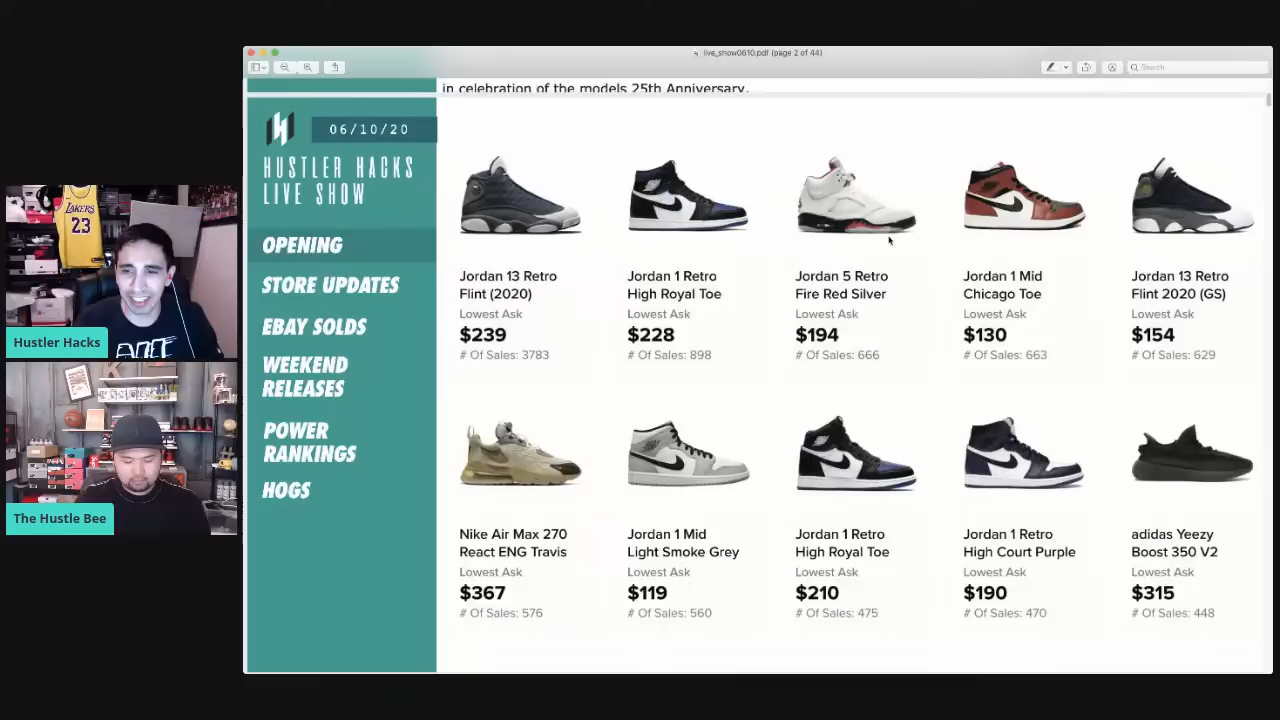 live_show0610.pdf (page 2 of 44)
Search
in celebration of the models 25th Anniversary.
06/10/20
HUSTLER HACKS
LIVE SHOW
OPENING
STORE UPDATES
EBAY SOLDS
WEEKEND
RELEASES
POWER
RANKINGS
HOGS
Jordan 13 Retro
Flint (2020)
Lowest Ask
$239
# Of Sales: 3783
Jordan 1 Retro
High Royal Toe
Lowest Ask
$228
# Of Sales: 898
Jordan 5 Retro
Fire Red Silver
Lowest Ask
$194
# Of Sales: 666
Jordan 1 Mid
Chicago Toe
Lowest Ask
$130
# Of Sales: 663
Jordan 13 Retro
Flint 2020 (GS)
Lowest Ask
$154
# Of Sales: 629
Nike Air Max 270
React ENG Travis
Lowest Ask
$367
# Of Sales: 576
Jordan 1 Mid
Light Smoke Grey
Lowest Ask
$119
# Of Sales: 560
Jordan 1 Retro
High Royal Toe
Lowest Ask
$210
# Of Sales: 475
Jordan 1 Retro
High Court Purple
Lowest Ask
$190
# Of Sales: 470
adidas Yeezy
Boost 350 V2
Lowest Ask
$315
# Of Sales: 448
LAKERS
23
Hustler Hacks
The Hustle Bee